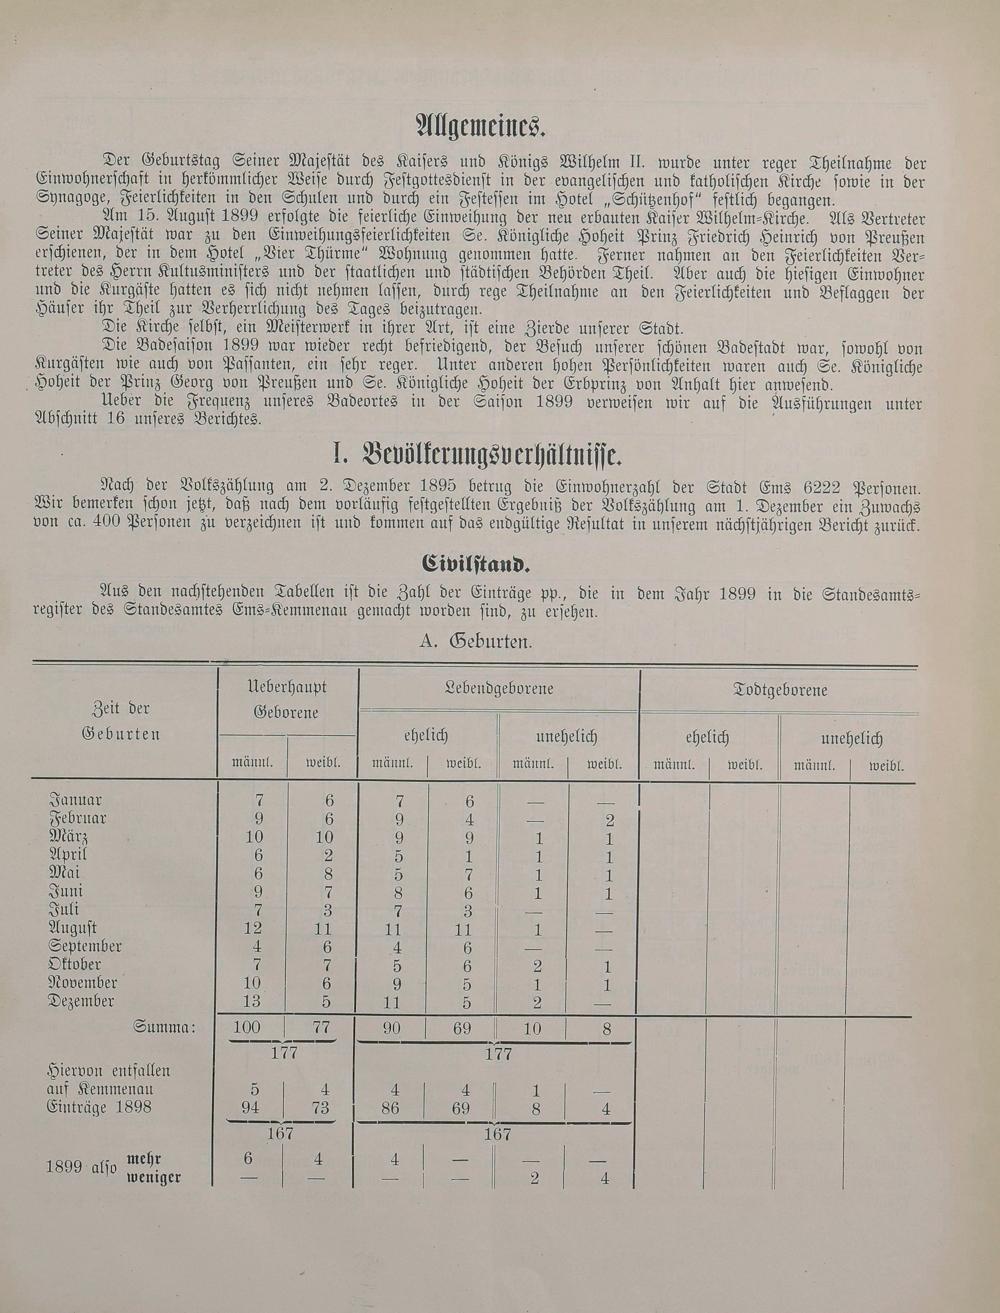 Allgemeines.
Der Geburtstag Seiner Majestät des Kaisers und Königs Wilhelm II. wurde unter reger Theilnahme der
Einwohnerschaft in herkömmlicher Weise durch Festgottesdienst in der evangelischen und katholischen Kirche sowie in der
Synagoge, Feierlichkeiten in den Schulen und durch ein Festessen im Hotel „Schützenhof“ festlich begangen.
Am 15. August 1899 erfolgte die feierliche Einweihung der neu erbauten Kaiser Wilhelm-Kirche. Als Vertreter
Seiner Majestät war zu den Einweihungsfeierlichkeiten Se. Königliche Hoheit Prinz Friedrich Heinrich von Preußen
erschienen, der in dem Hotel „Vier Thürme“ Wohnung genommen hatte. Ferner nahmen an den Feierlichkeiten Ver-
treter des Herrn Kultusministers und der staatlichen und städtischen Behörden Theil. Aber auch die hiesigen Einwohner
und die Kurgäste hatten es sich nicht nehmen lassen, durch rege Theilnahme an den Feierlichkeiten und Beflaggen der
Häuser ihr Theil zur Verherrlichung des Tages beizutragen.
Die Kirche selbst, ein Meisterwerk in ihrer Art, ist eine Zierde unserer Stadt.
Die Badesaison 1899 war wieder recht befriedigend, der Besuch unserer schönen Badestadt war, sowohl von
Kurgästen wie auch von Passanten, ein sehr reger. Unter anderen hohen Persönlichkeiten waren auch Se. Königliche
Hoheit der Prinz Georg von Preußen und Se. Königliche Hoheit der Erbprinz von Anhalt hier anwesend.
Ueber die Frequenz unseres Badeortes in der Saison 1899 verweisen wir auf die Ausführungen unter
Abschnitt 16 unseres Berichtes.
I. Bevölkerungsverhältnisse.
Nach der Volkszählung am 2. Dezember 1895 betrug die Einwohnerzahl der Stadt Ems 6222 Personen.
Wir bemerken schon jetzt, daß nach dem vorläufig festgestellten Ergebniß der Volkszählung am 1. Dezember ein Zuwachs
von ca. 400 Personen zu verzeichnen ist und kommen auf das endgültige Resultat in unserem nächstjährigen Bericht zurück.
Civilstand.
Aus den nachstehenden Tabellen ist die Zahl der Einträge pp., die in dem Jahr 1899 in die Standesamts-
register des Standesamtes Ems-Kemmenau gemacht worden sind, zu ersehen.
A. Geburten.
Zeit der Geburten Ueberhaupt Geborene Lebendgeborene Todtgeborene
ehelich unehelich ehelich unehelich
männl. weibl. männl. weibl. männl. weibl. männl. weibl. männl. weibl.
Januar 7 6 7 6 — —
Februar 9 6 9 4 — 2
März 10 10 9 9 1 1
April 6 2 5 1 1 1
Mai 6 8 5 7 1 1
Juni 9 7 8 6 1 1
Juli 7 3 7 3 — —
August 12 11 11 11 1 —
September 4 6 4 6 — —
Oktober 7 7 5 6 2 1
November 10 6 9 5 1 1
Dezember 13 5 11 5 2 —
Summa: 100 77 90 69 10 8
177 177
Hiervon entfallen
auf Kemmenau 5 4 4 4 1 —
Einträge 1898 94 73 86 69 8 4
167 167
1899 also mehr 6 4 4 — — —
weniger — — — — 2 4